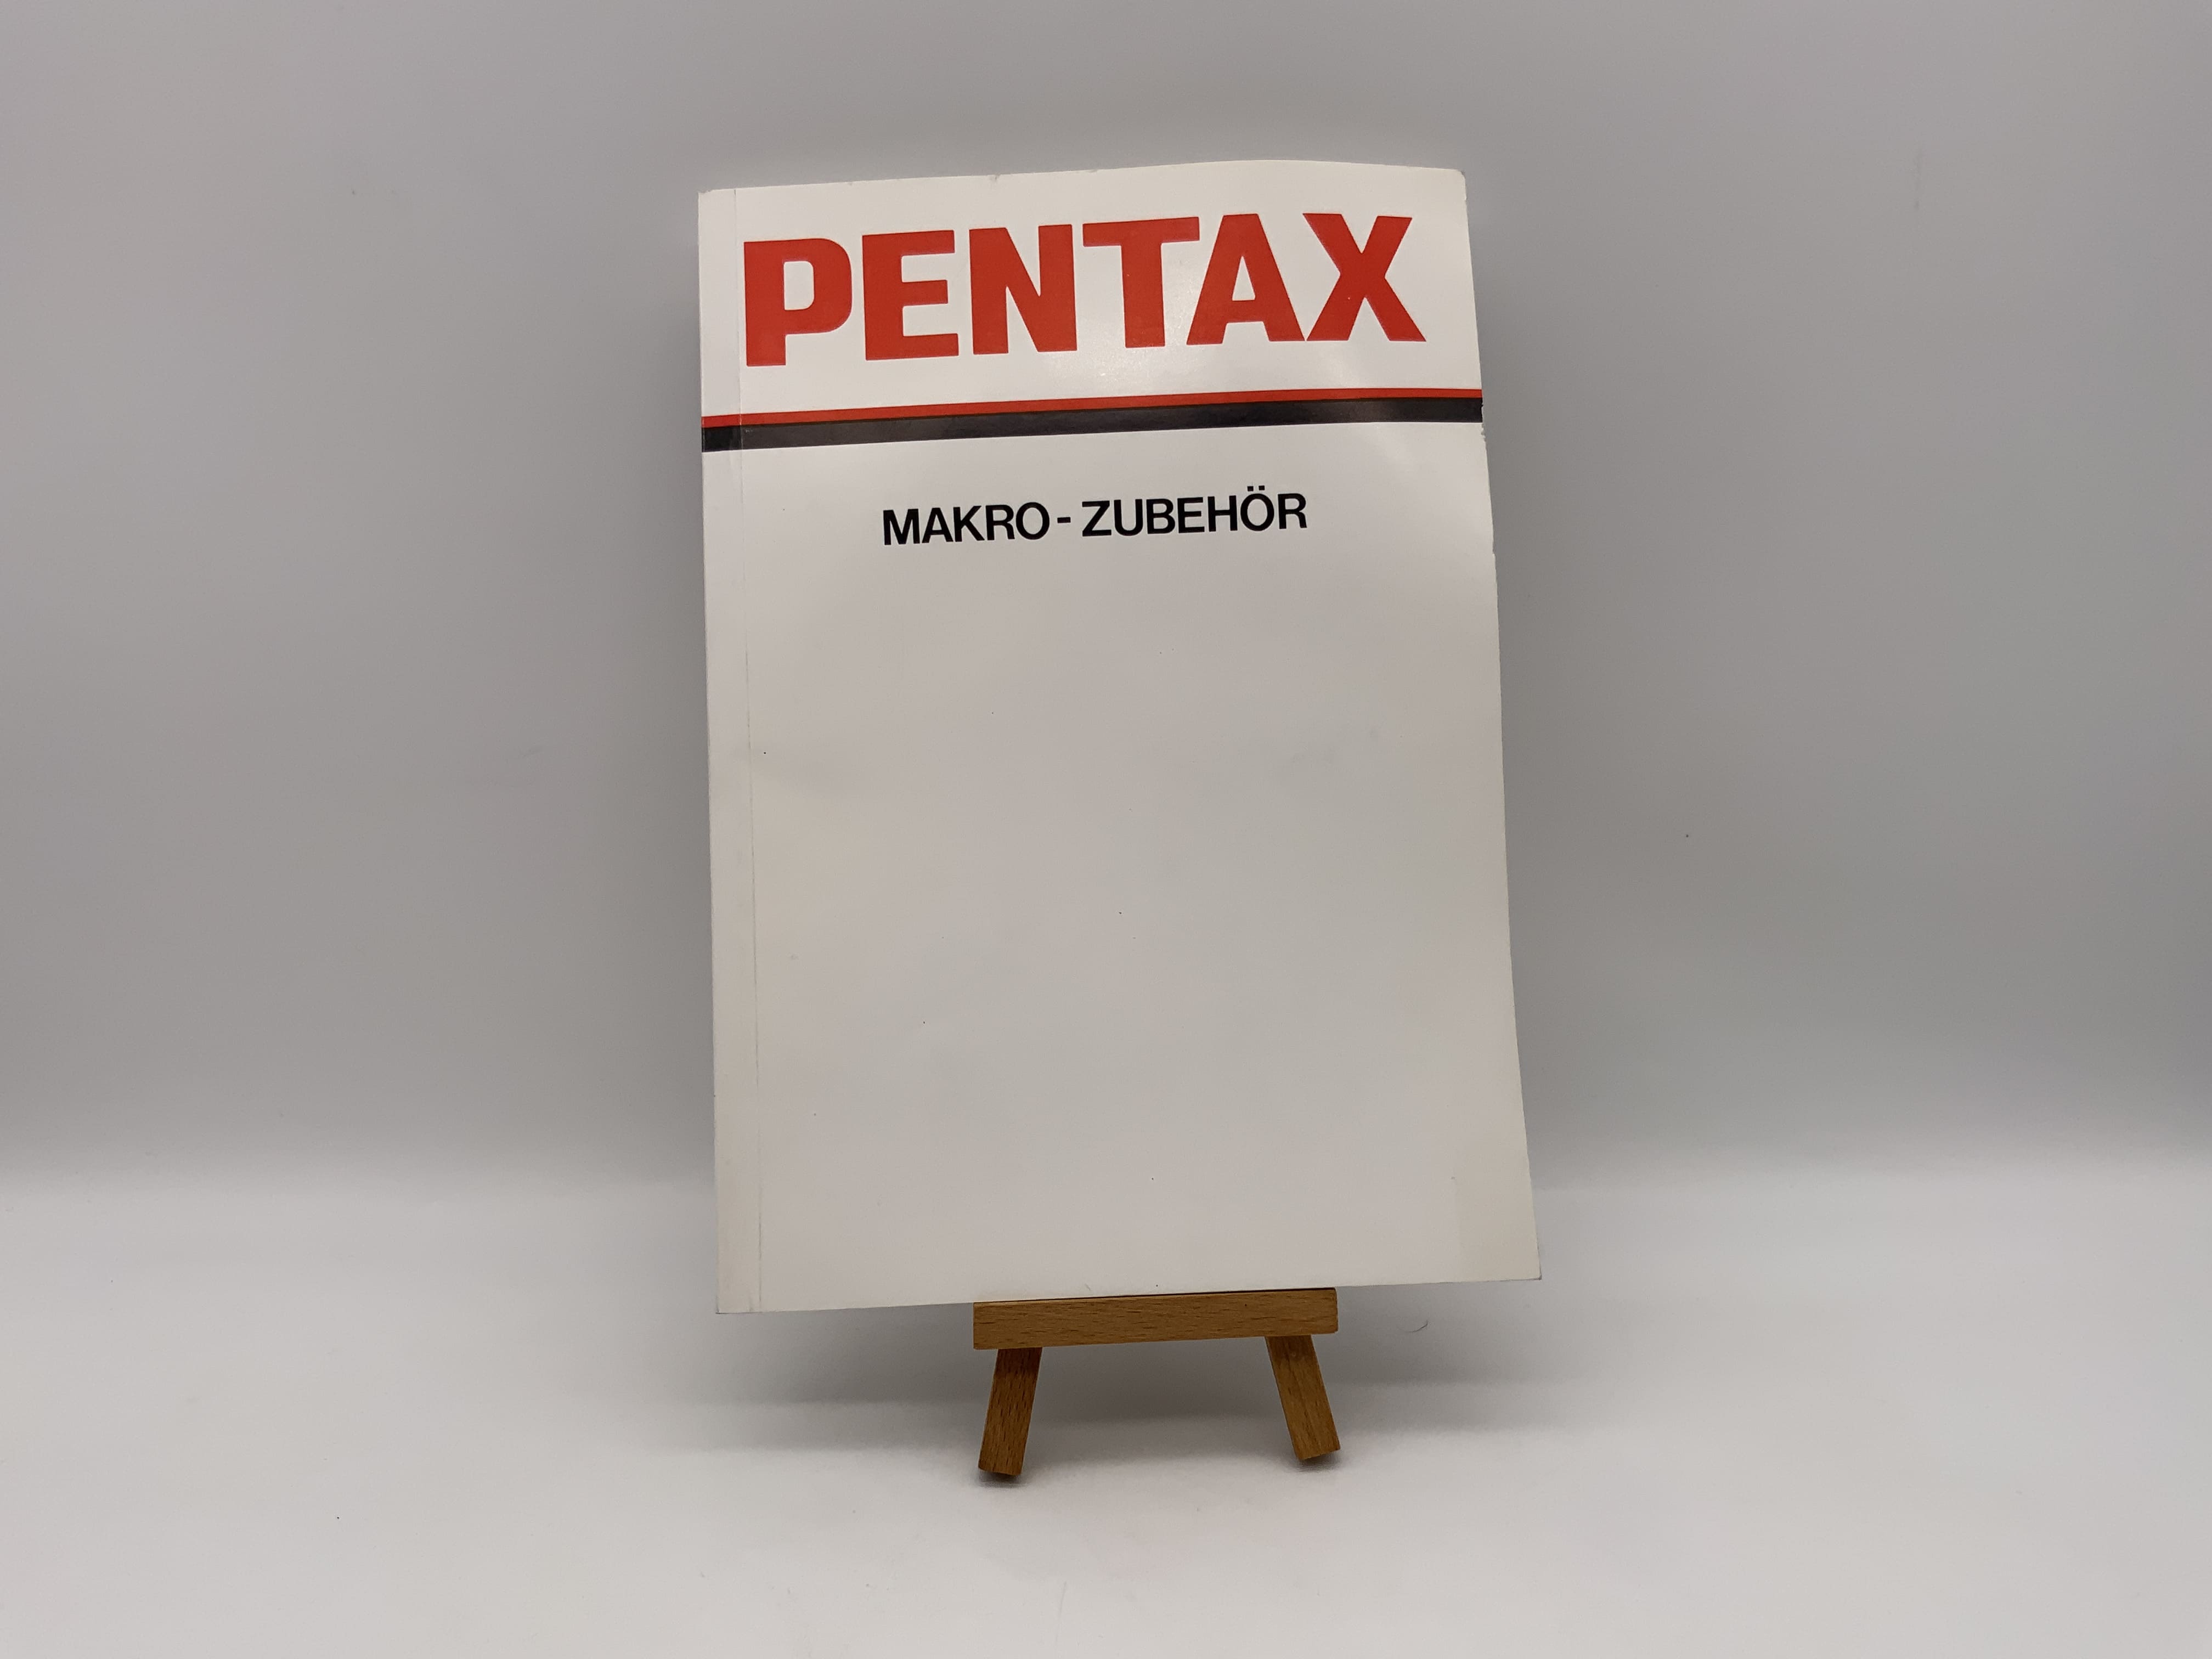 PENTAX
MAKRO - ZUBEHÖR